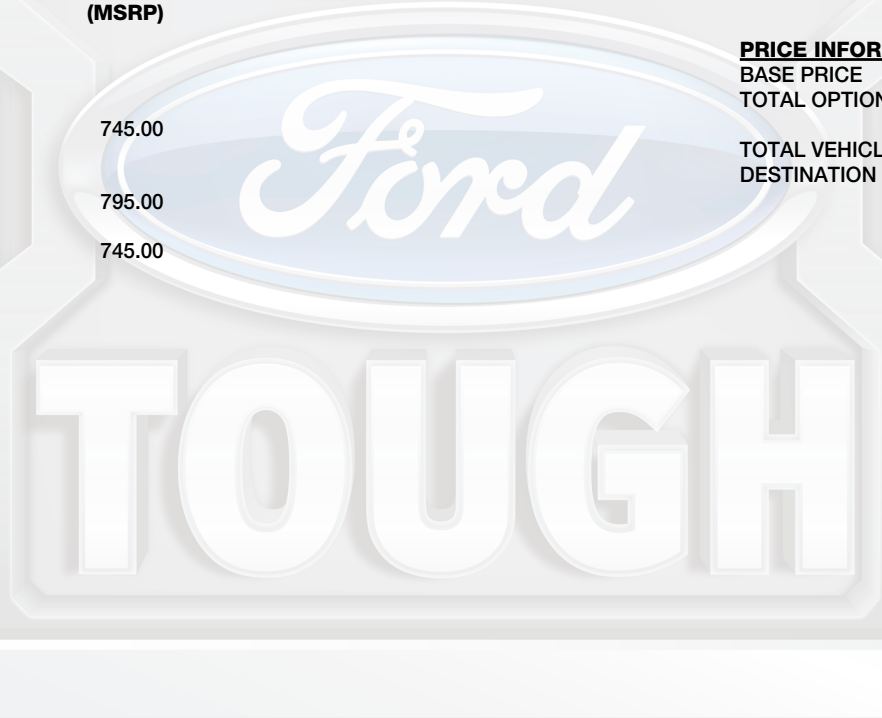 (MSRP)
PRICE INFOR
BASE PRICE
TOTAL OPTION
745.00
TOTAL VEHICL
DESTINATION
795.00
745.00
Ford
TOUGH